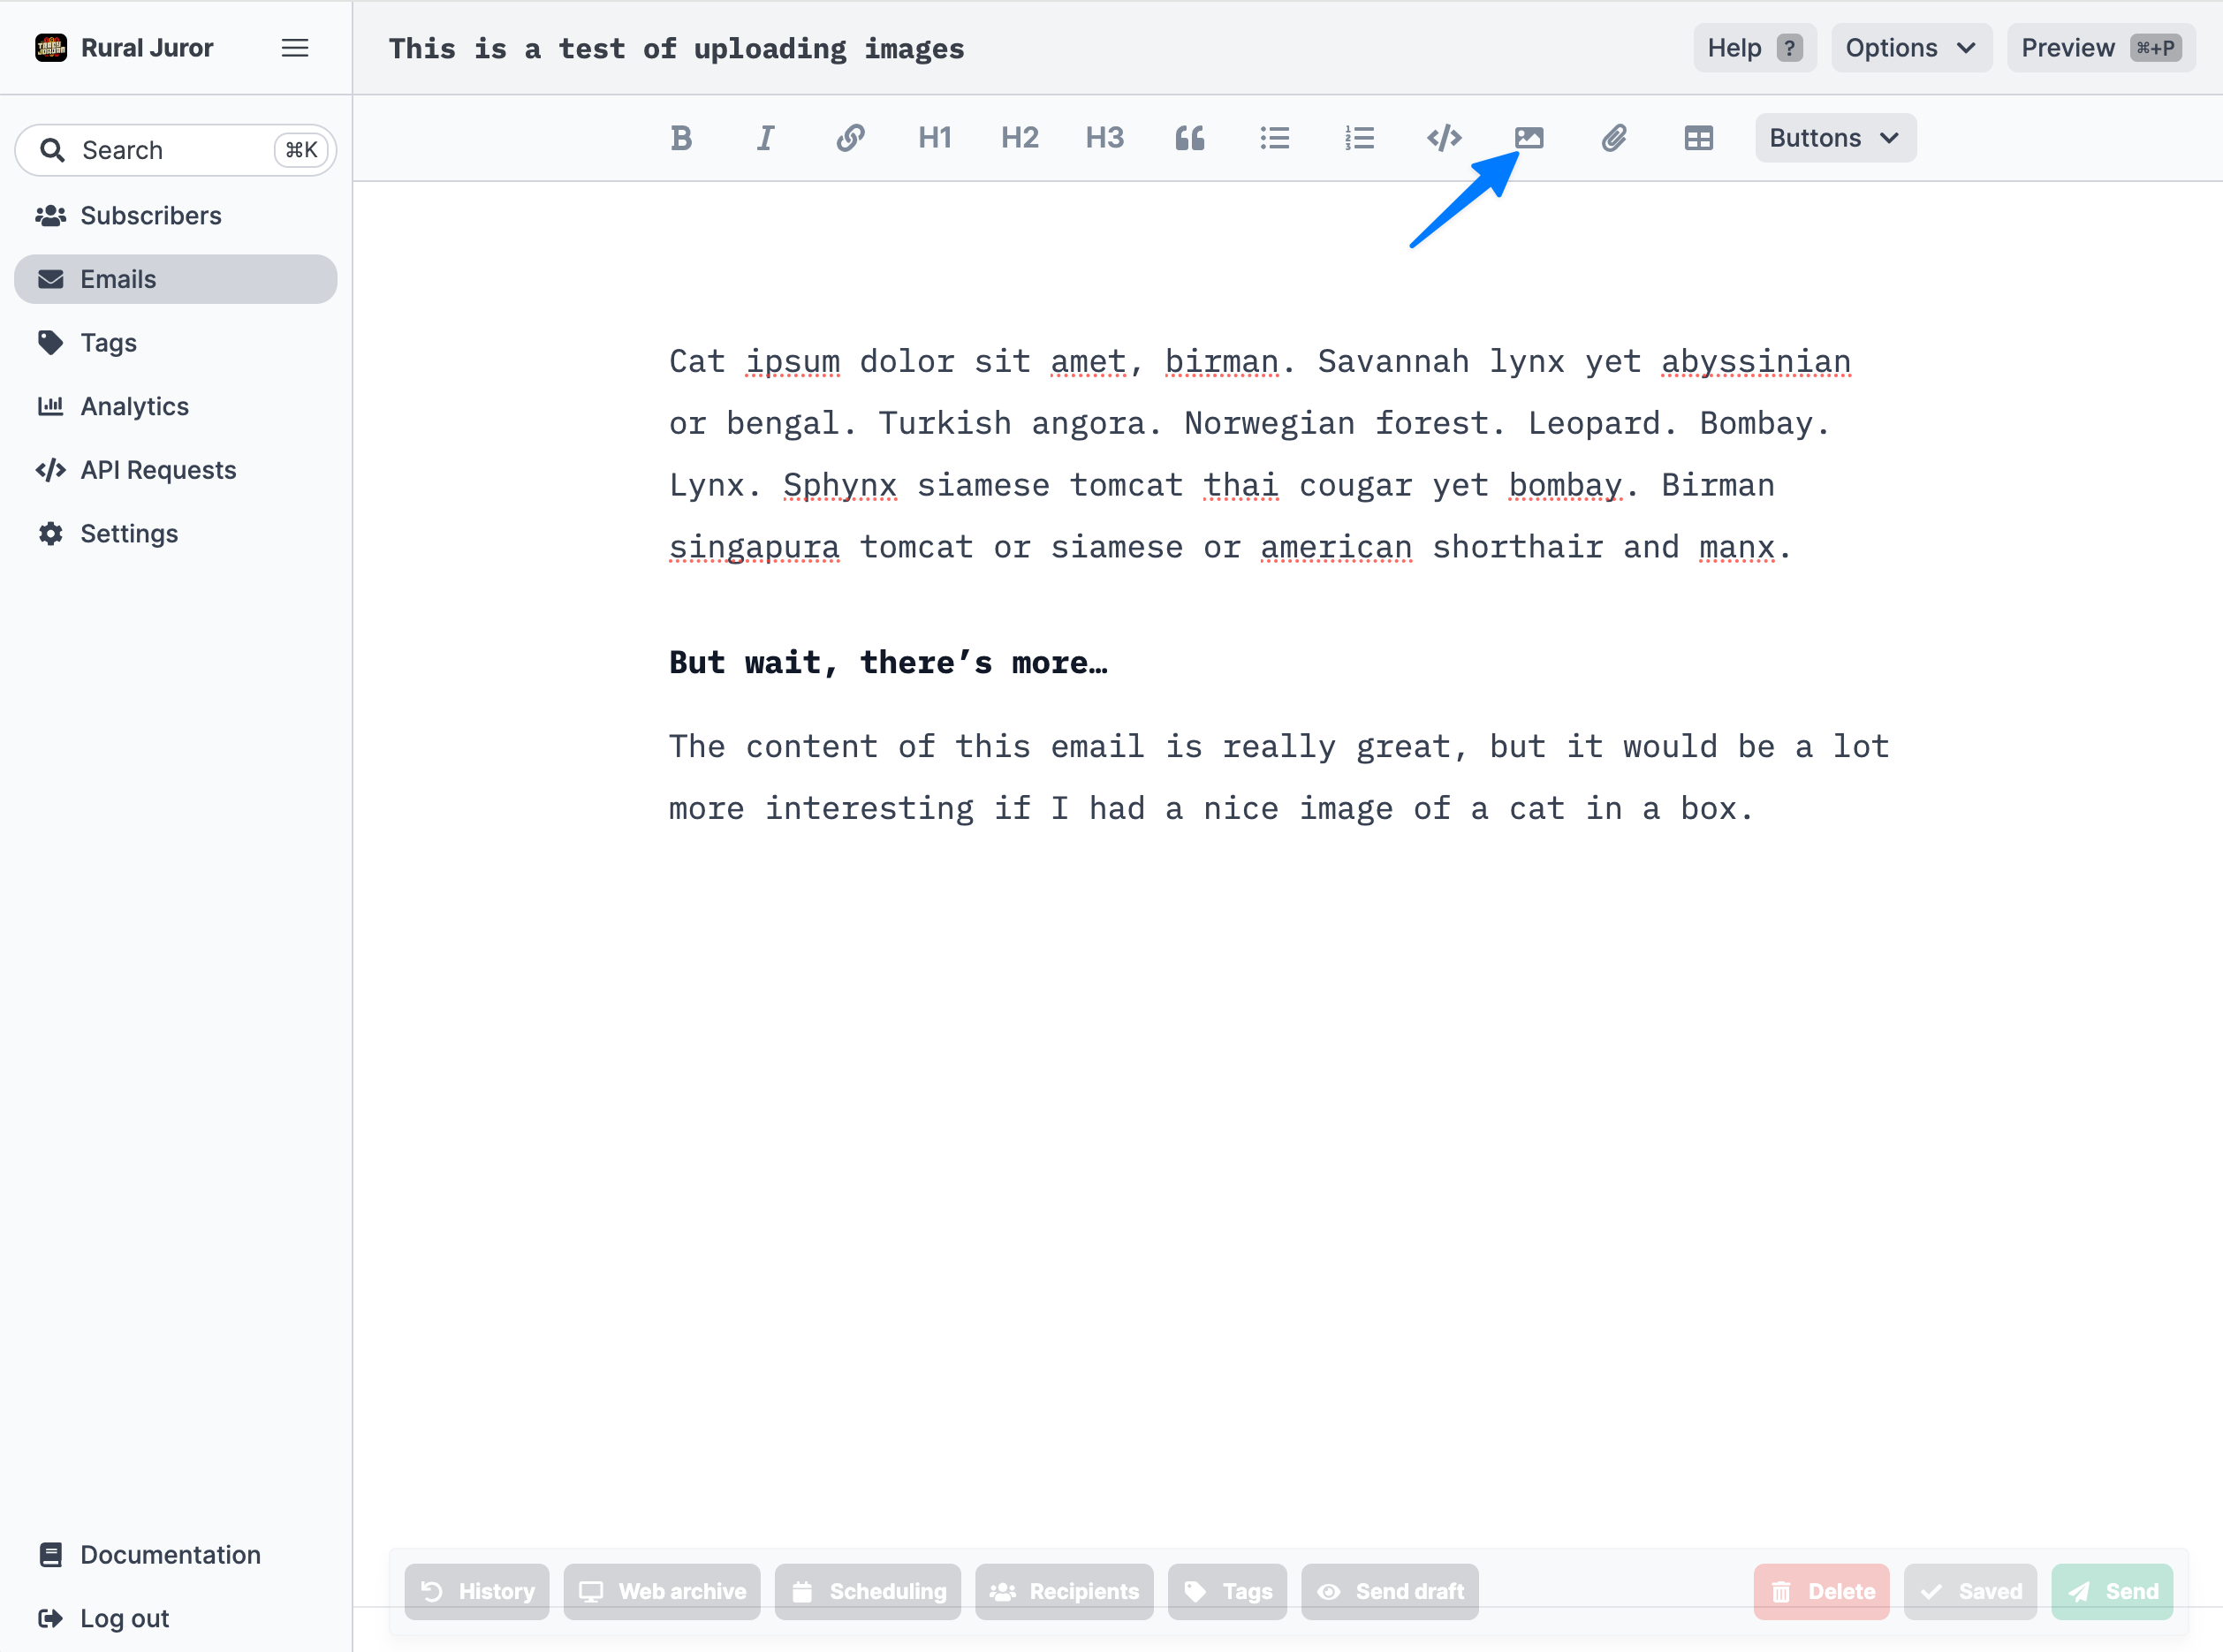 Rural Juror
This is a test of uploading images
Help ?
Options
Preview ⌘+P
Search ⌘K
H1 H2 H3
Buttons
Subscribers
Emails
Tags
Analytics
API Requests
Settings
Cat ipsum dolor sit amet, birman. Savannah lynx yet abyssinian
or bengal. Turkish angora. Norwegian forest. Leopard. Bombay.
Lynx. Sphynx siamese tomcat thai cougar yet bombay. Birman
singapura tomcat or siamese or american shorthair and manx.
But wait, there’s more…
The content of this email is really great, but it would be a lot
more interesting if I had a nice image of a cat in a box.
Documentation
Log out
History
Web archive
Scheduling
Recipients
Tags
Send draft
Delete
Saved
Send